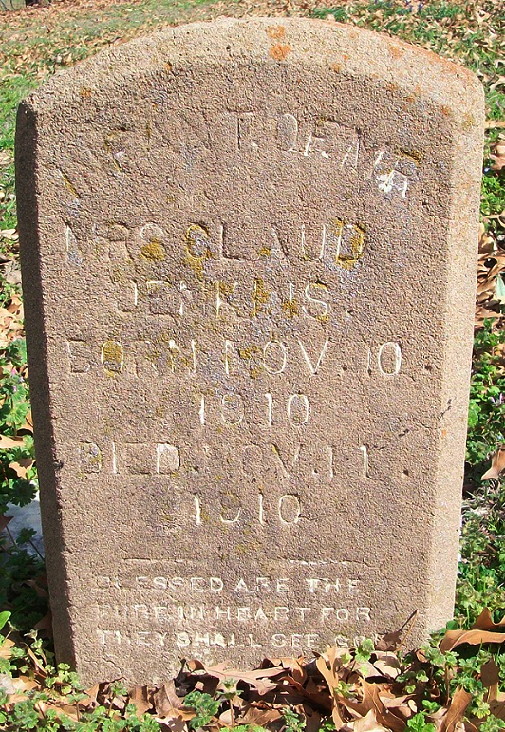 INFANT. OF. MR
MRS CLAUD
JENKINS.
BORN NOV. 10
1910
DIED. NOV. 11.
1910
BLESSED ARE THE
PURE IN HEART FOR
THEY SHALL SEE GOD